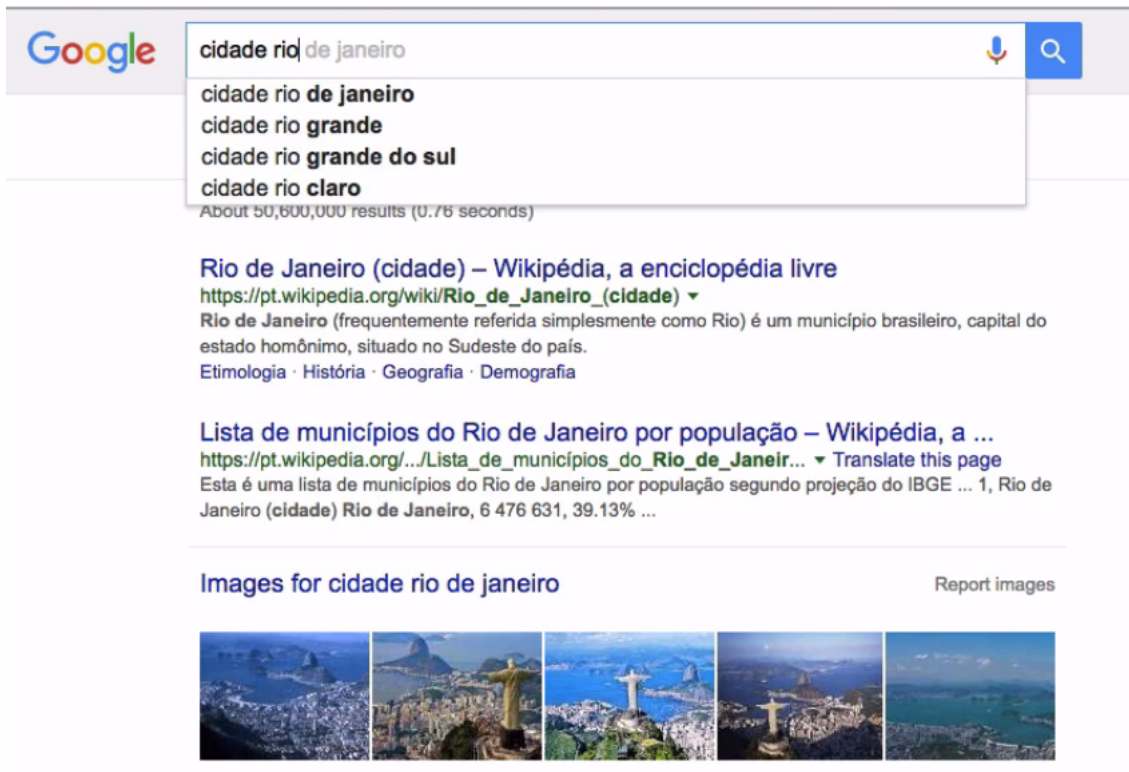 Google
cidade rio de janeiro
cidade rio de janeiro
cidade rio grande
cidade rio grande do sul
cidade rio claro
About 50,600,000 results (0.76 seconds)
Rio de Janeiro (cidade) – Wikipédia, a enciclopédia livre
https://pt.wikipedia.org/wiki/Rio_de_Janeiro_(cidade)
Rio de Janeiro (frequentemente referida simplesmente como Rio) é um município brasileiro, capital do
estado homônimo, situado no Sudeste do país.
Etimologia · História · Geografia · Demografia
Lista de municípios do Rio de Janeiro por população – Wikipédia, a ...
https://pt.wikipedia.org/.../Lista_de_municípios_do_Rio_de_Janeir... Translate this page
Esta é uma lista de municípios do Rio de Janeiro por população segundo projeção do IBGE ... 1, Rio de
Janeiro (cidade) Rio de Janeiro, 6 476 631, 39.13% ...
Images for cidade rio de janeiro
Report images